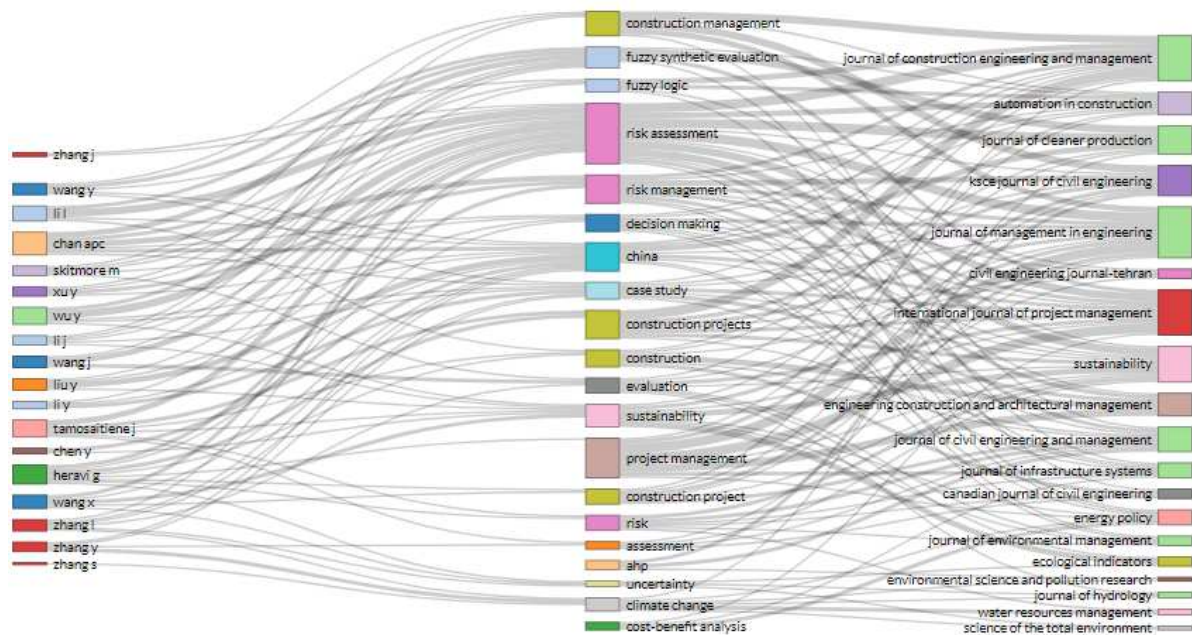 zhang j
wang y
li l
chan apc
skitmore m
xu y
wu y
li j
wang j
liu y
li y
tamosaitiene j
chen y
heravi g
wang x
zhang l
zhang y
zhang s
construction management
fuzzy synthetic evaluation
fuzzy logic
risk assessment
risk management
decision making
china
case study
construction projects
construction
evaluation
sustainability
project management
construction project
risk
assessment
ahp
uncertainty
climate change
cost-benefit analysis
journal of construction engineering and management
automation in construction
journal of cleaner production
ksce journal of civil engineering
journal of management in engineering
civil engineering journal-tehran
international journal of project management
sustainability
engineering construction and architectural management
journal of civil engineering and management
journal of infrastructure systems
canadian journal of civil engineering
energy policy
journal of environmental management
ecological indicators
environmental science and pollution research
journal of hydrology
water resources management
science of the total environment